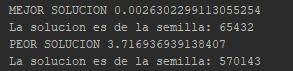 MEJOR SOLUCION 0.0026302299113055254
La solucion es de la semilla: 65432
PEOR SOLUCION 3.716936939138407
La solucion es de la semilla: 570143